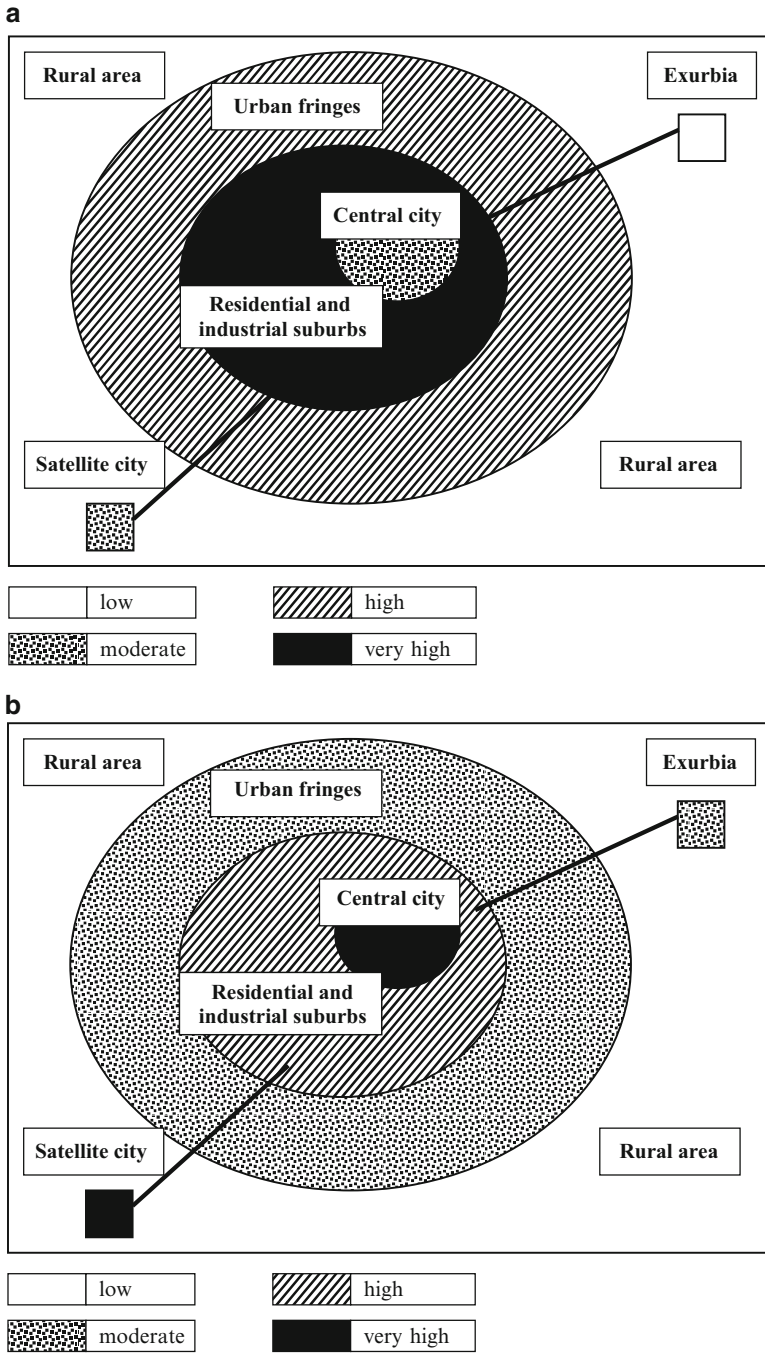 a
Rural area
Exurbia
Urban fringes
Central city
Residential and
industrial suburbs
Satellite city
Rural area
low
high
moderate
very high
b
Rural area
Exurbia
Urban fringes
Central city
Residential and
industrial suburbs
Satellite city
Rural area
low
high
moderate
very high